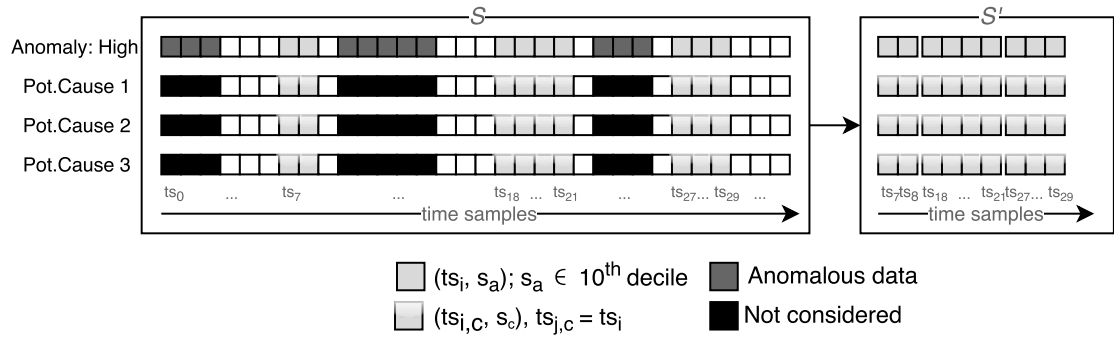 S
S'
Anomaly: High
Pot.Cause 1
Pot.Cause 2
Pot.Cause 3
ts0 ... ts7 ... ts18 ... ts21 ... ts27... ts29 ...
ts7ts8 ts18 ... ts21ts27... ts29
time samples
time samples
(tsi, sa); sa ∈ 10th decile
Anomalous data
(tsi,c, sc), tsj,c = tsi
Not considered